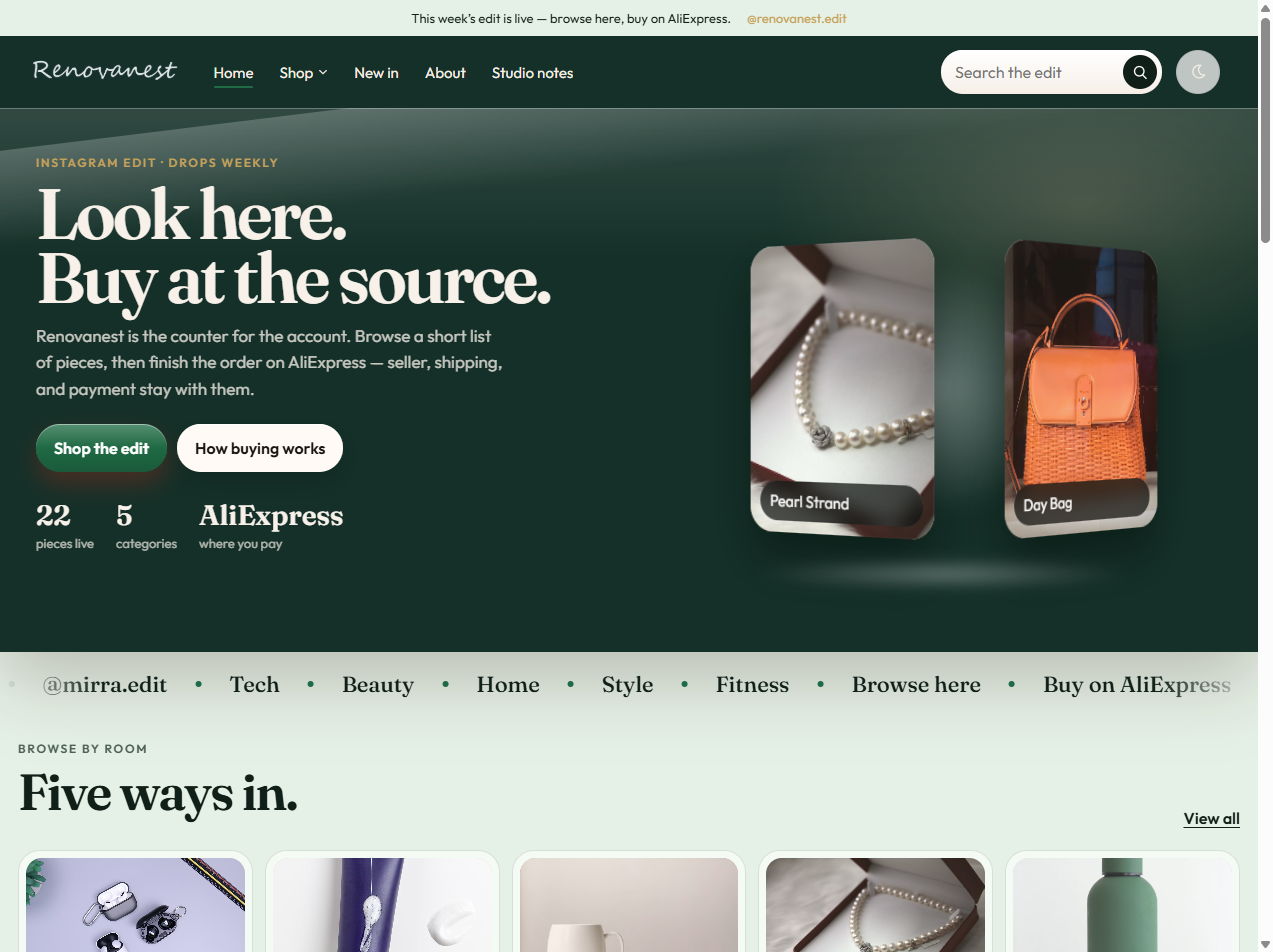 This week's edit is live — browse here, buy on AliExpress. @renovanest.edit
Renovanest
Home Shop New in About Studio notes
Search the edit
INSTAGRAM EDIT · DROPS WEEKLY
Look here.
Buy at the source.
Renovanest is the counter for the account. Browse a short list
of pieces, then finish the order on AliExpress — seller, shipping,
and payment stay with them.
Shop the edit How buying works
22 5 AliExpress
pieces live categories where you pay
Pearl Strand
Day Bag
@mirra.edit • Tech • Beauty • Home • Style • Fitness • Browse here • Buy on AliExpress
BROWSE BY ROOM
Five ways in.
View all